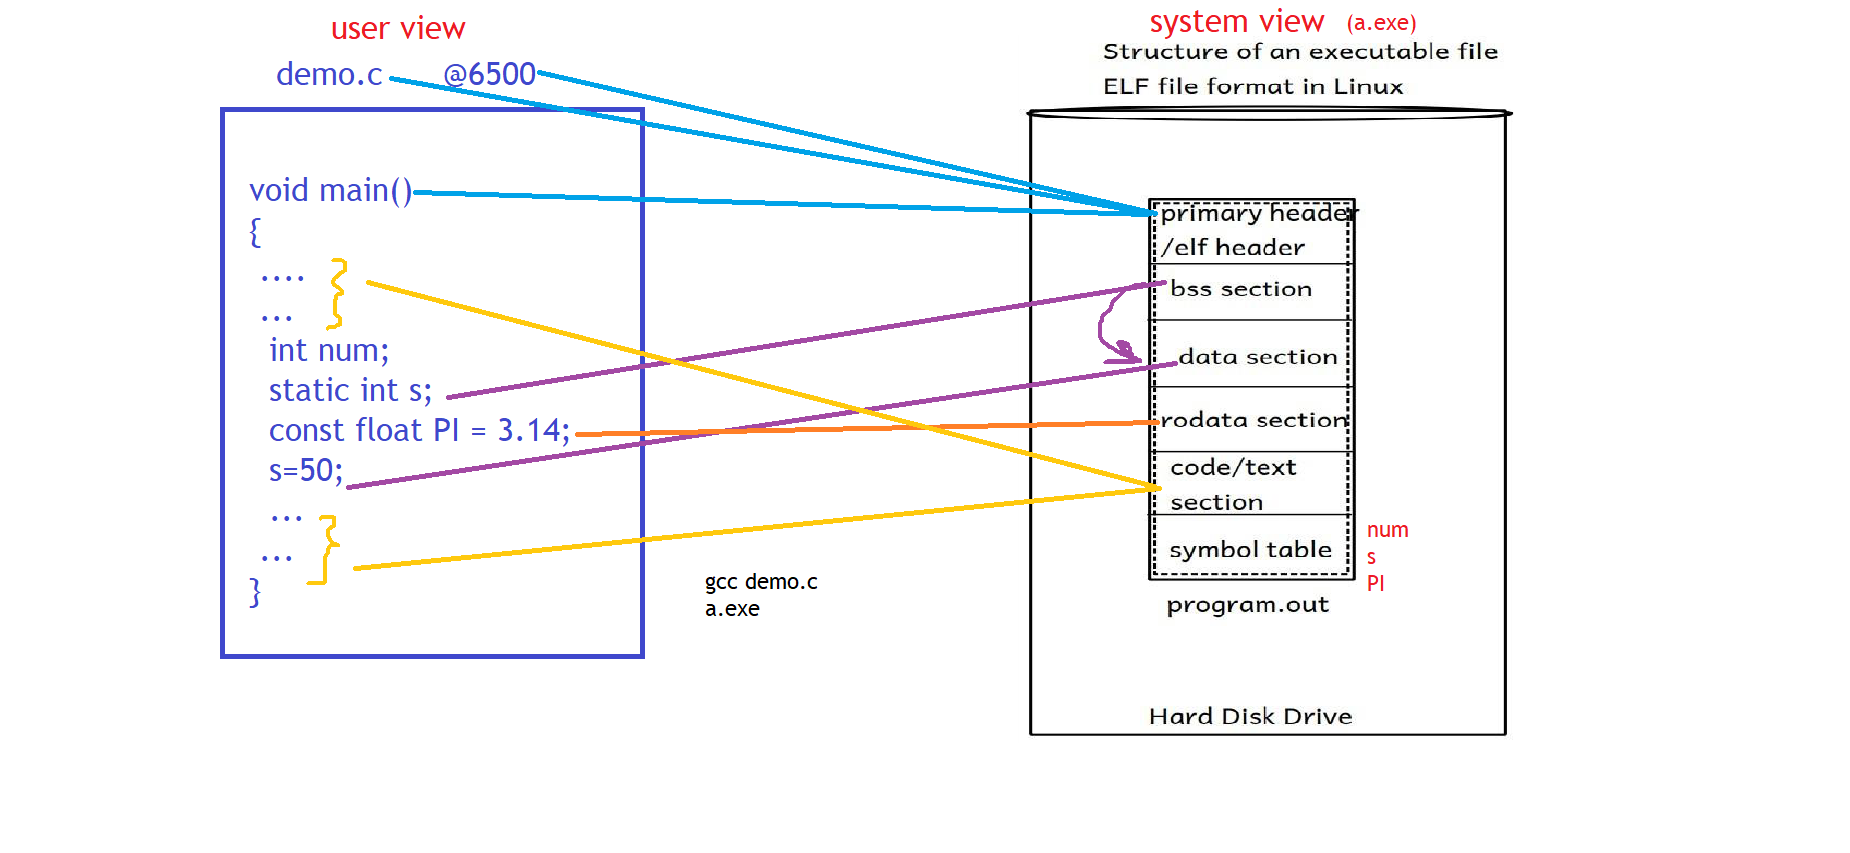 user view
demo.c @6500
void main()
{
....
...
int num;
static int s;
const float PI = 3.14;
s=50;
...
...
}
gcc demo.c
a.exe
system view (a.exe)
Structure of an executable file
ELF file format in Linux
primary header
/elf header
bss section
data section
rodata section
code/text
section
symbol table
num
s
PI
program.out
Hard Disk Drive